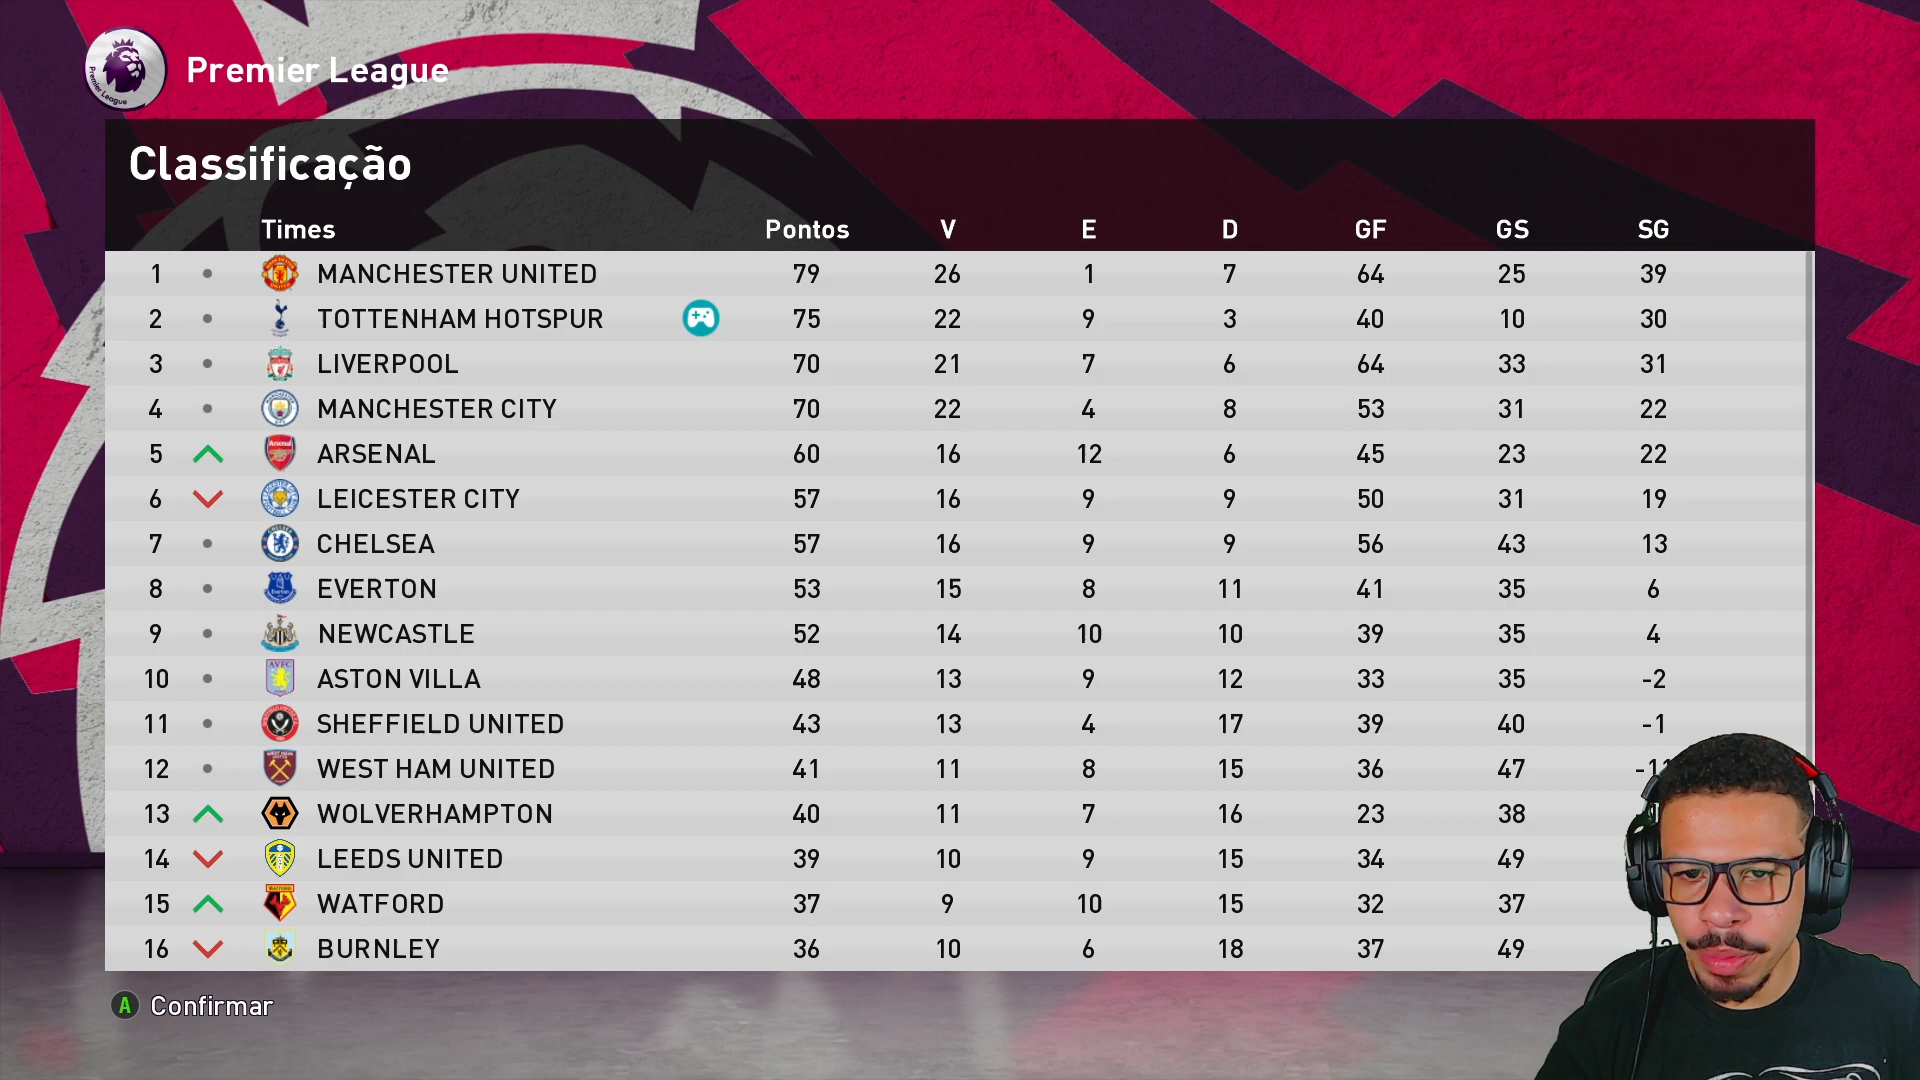 Premier League
Classificação
Times Pontos V E D GF GS SG
1 MANCHESTER UNITED 79 26 1 7 64 25 39
2 TOTTENHAM HOTSPUR 75 22 9 3 40 10 30
3 LIVERPOOL 70 21 7 6 64 33 31
4 MANCHESTER CITY 70 22 4 8 53 31 22
5 ARSENAL 60 16 12 6 45 23 22
6 LEICESTER CITY 57 16 9 9 50 31 19
7 CHELSEA 57 16 9 9 56 43 13
8 EVERTON 53 15 8 11 41 35 6
9 NEWCASTLE 52 14 10 10 39 35 4
10 ASTON VILLA 48 13 9 12 33 35 -2
11 SHEFFIELD UNITED 43 13 4 17 39 40 -1
12 WEST HAM UNITED 41 11 8 15 36 47 -11
13 WOLVERHAMPTON 40 11 7 16 23 38
14 LEEDS UNITED 39 10 9 15 34 49
15 WATFORD 37 9 10 15 32 37
16 BURNLEY 36 10 6 18 37 49
A Confirmar